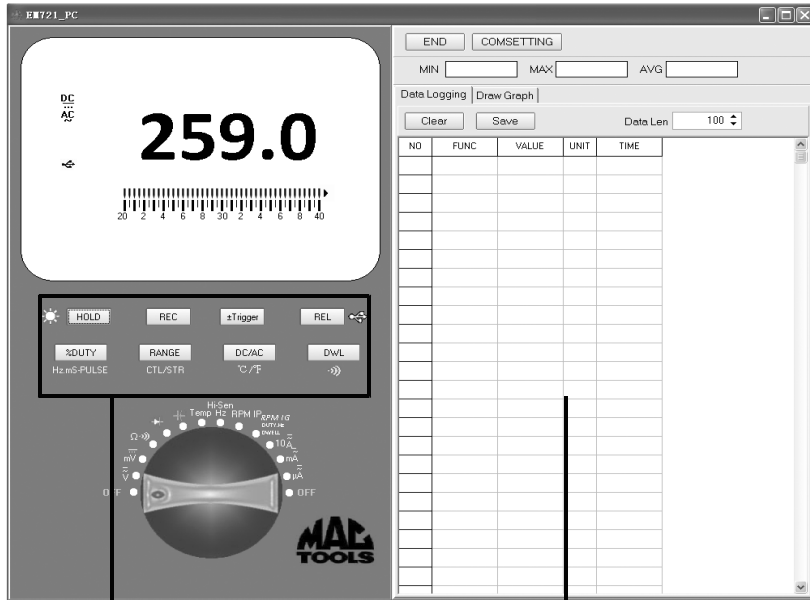 EM721_PC
DC
AC
259.0
20 2 4 6 8 30 2 4 6 8 40
HOLD REC ±Trigger REL
%DUTY RANGE DC/AC DWL
Hz.mS-PULSE CTL/STR °C/°F
Hi-Sen
Temp Hz RPM IP RPM IG
DUTY.Hz
DWELL
Ω
10A
mV
mA
V
μA
OFF OFF
MAC
TOOLS
END COMSETTING
MIN MAX AVG
Data Logging Draw Graph
Clear Save Data Len 100
NO FUNC VALUE UNIT TIME